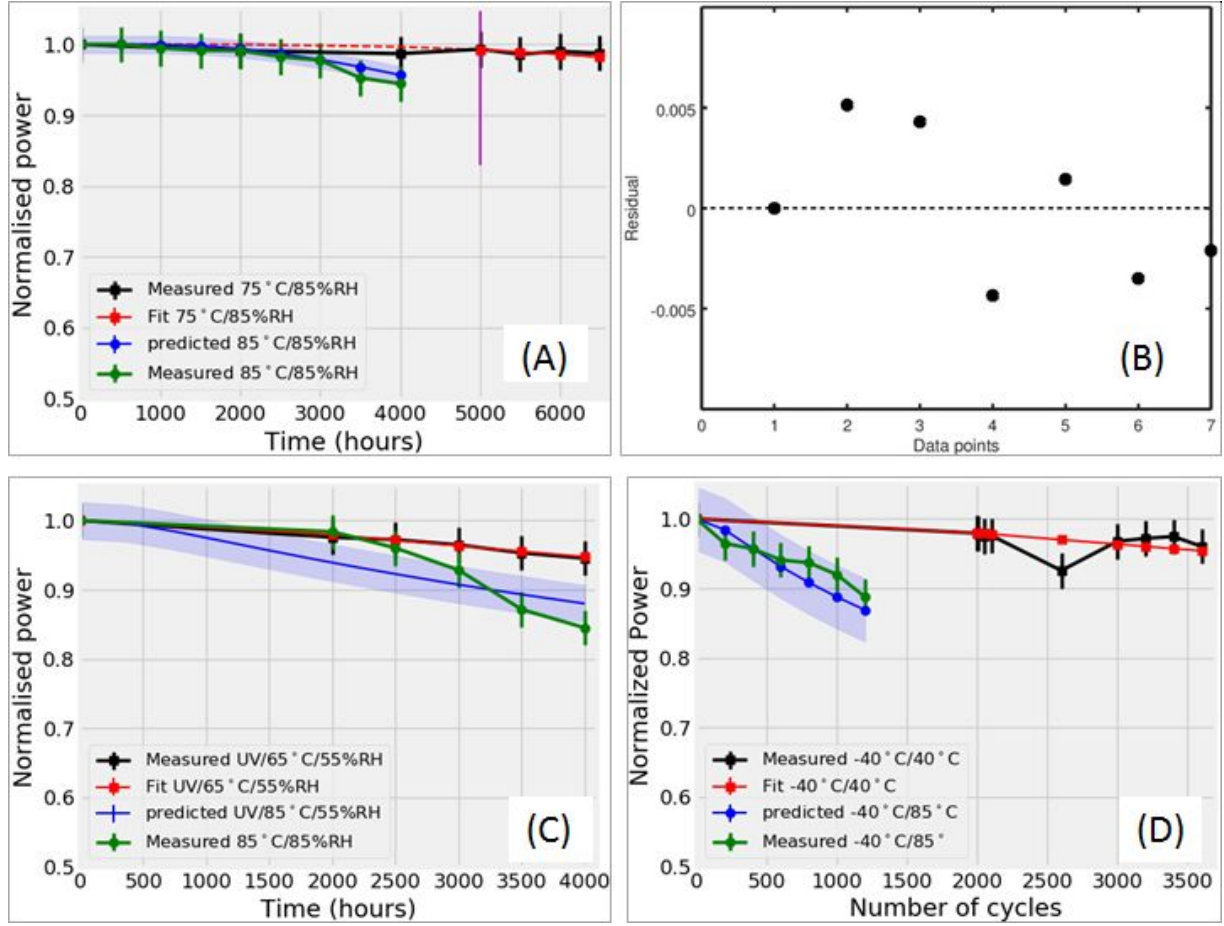 1.0
0.9
0.8
0.7
0.6
0.5
Normalised power
Measured 75°C/85%RH
Fit 75°C/85%RH
predicted 85°C/85%RH
Measured 85°C/85%RH
(A)
0 1000 2000 3000 4000 5000 6000
Time (hours)
0.005
0
-0.005
Residual
(B)
0 1 2 3 4 5 6 7
Data points
1.0
0.9
0.8
0.7
0.6
0.5
Normalised power
Measured UV/65°C/55%RH
Fit UV/65°C/55%RH
predicted UV/85°C/55%RH
Measured 85°C/85%RH
(C)
0 500 1000 1500 2000 2500 3000 3500 4000
Time (hours)
1.0
0.9
0.8
0.7
0.6
0.5
Normalized Power
Measured -40°C/40°C
Fit -40°C/40°C
predicted -40°C/85°C
Measured -40°C/85°
(D)
0 500 1000 1500 2000 2500 3000 3500
Number of cycles